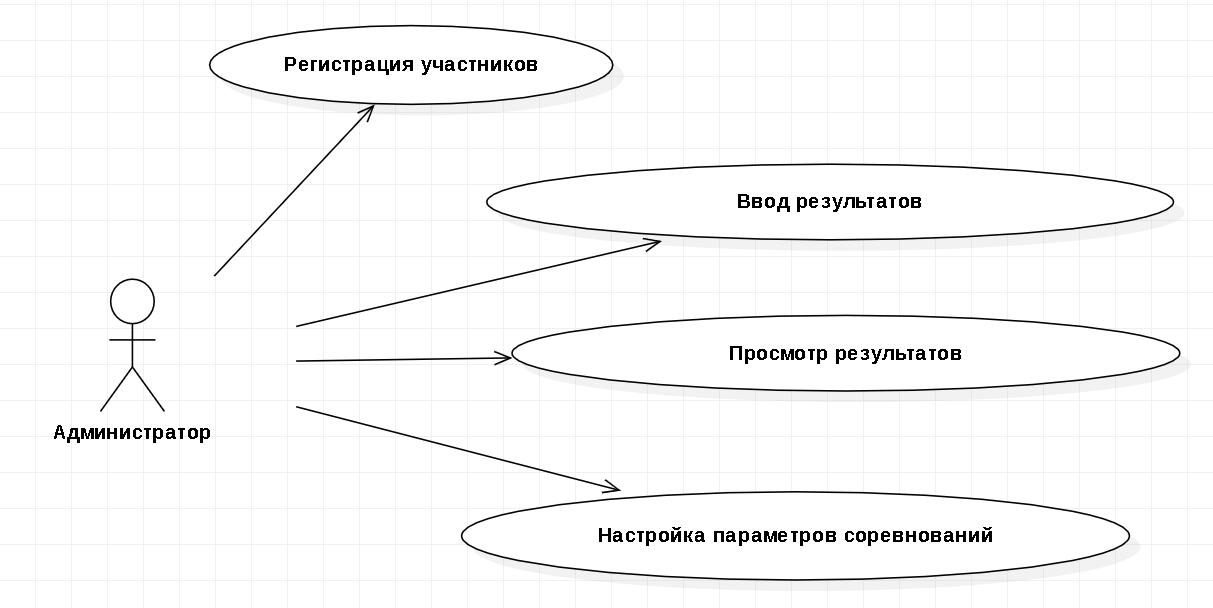 Регистрация участников
Ввод результатов
Просмотр результатов
Администратор
Настройка параметров соревнований